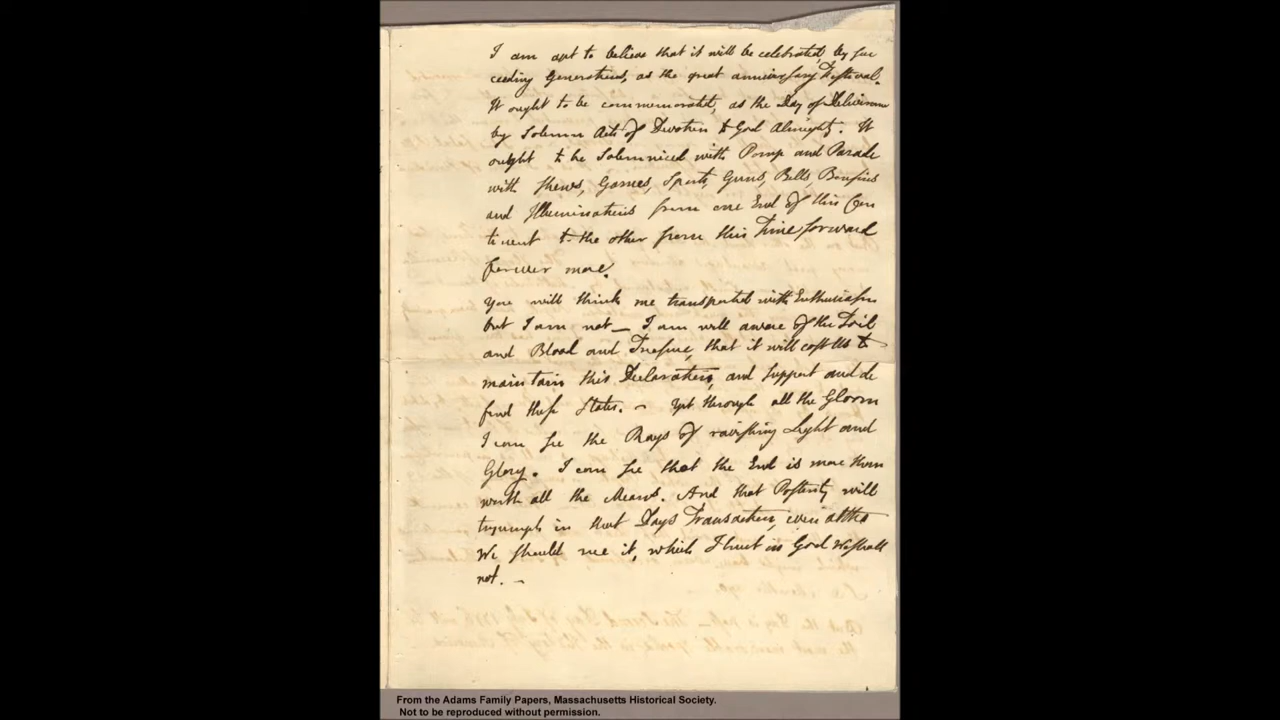 I am apt to believe that it will be celebrated, by suc
ceeding Generations, as the great anniversary Festival.
It ought to be commemorated, as the Day of Deliverance
by Solemn Acts of Devotion to God Almighty. It
ought to be Solemnized with Pomp and Parade
with Shews, Games, Sports, Guns, Bells, Bonfires
and Illuminations from one End of this Con
tinent to the other from this Time forward
forever more.
You will think me transported with Enthusiasm
but I am not — I am well aware of the Toil
and Blood and Treasure, that it will cost Us to
maintain this Declaration, and support and de
fend these States. — Yet through all the Gloom
I can see the Rays of ravishing Light and
Glory. I can see that the End is more than
worth all the Means. And that Posterity will
tryumph in that Days Transaction, even altho
We should rue it, which I trust in God We shall
not. —
From the Adams Family Papers, Massachusetts Historical Society.
Not to be reproduced without permission.